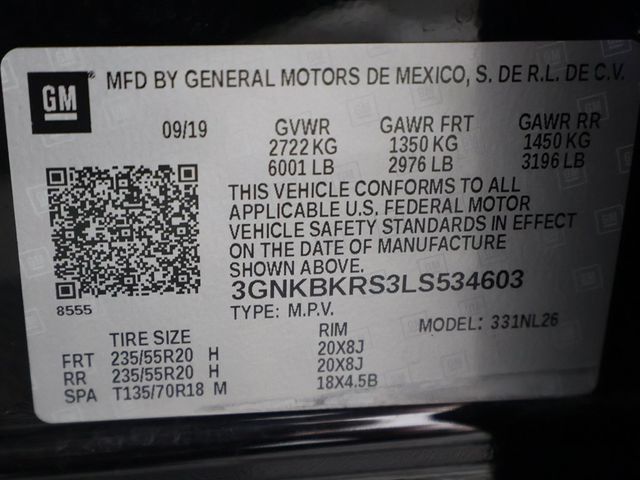 GM MFD BY GENERAL MOTORS DE MEXICO, S. DE R.L. DE C.V.
09/19 GVWR GAWR FRT GAWR RR
2722 KG 1350 KG 1450 KG
6001 LB 2976 LB 3196 LB
THIS VEHICLE CONFORMS TO ALL
APPLICABLE U.S. FEDERAL MOTOR
VEHICLE SAFETY STANDARDS IN EFFECT
ON THE DATE OF MANUFACTURE
SHOWN ABOVE.
3GNKBKRS3LS534603
8555 TYPE: M.P.V. MODEL: 331NL26
TIRE SIZE RIM
FRT 235/55R20 H 20X8J
RR 235/55R20 H 20X8J
SPA T135/70R18 M 18X4.5B